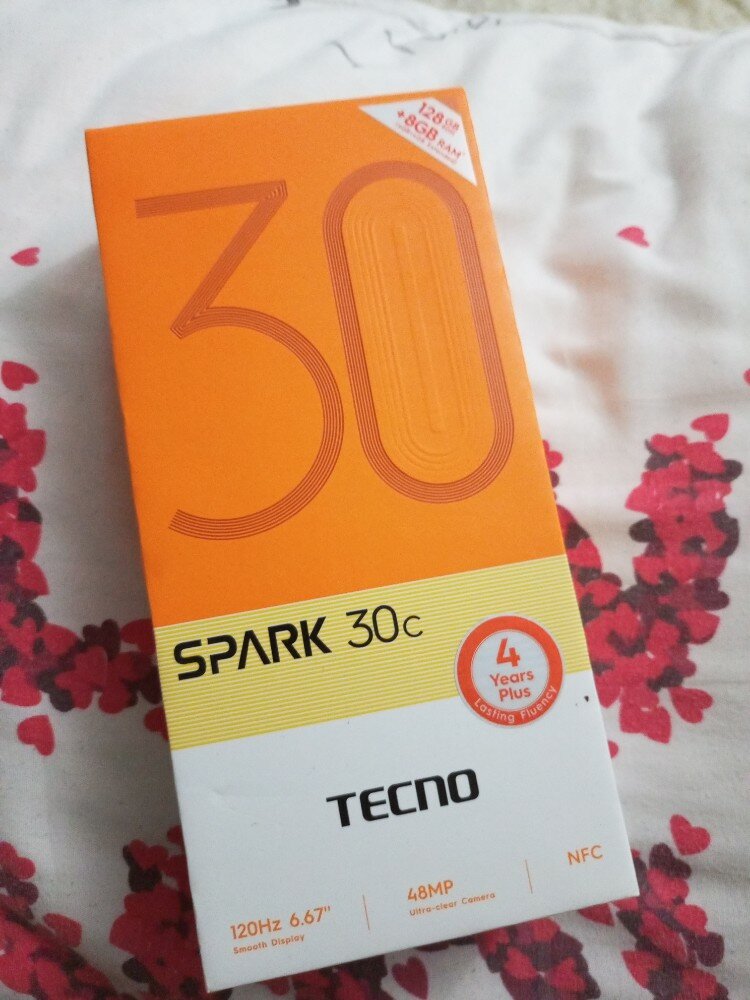 128GB
+8GB RAM*
30
SPARK 30C
4
Years
Plus
Lasting Fluency
TECNO
120Hz 6.67"
Smooth Display
48MP
Ultra-clear Camera
NFC